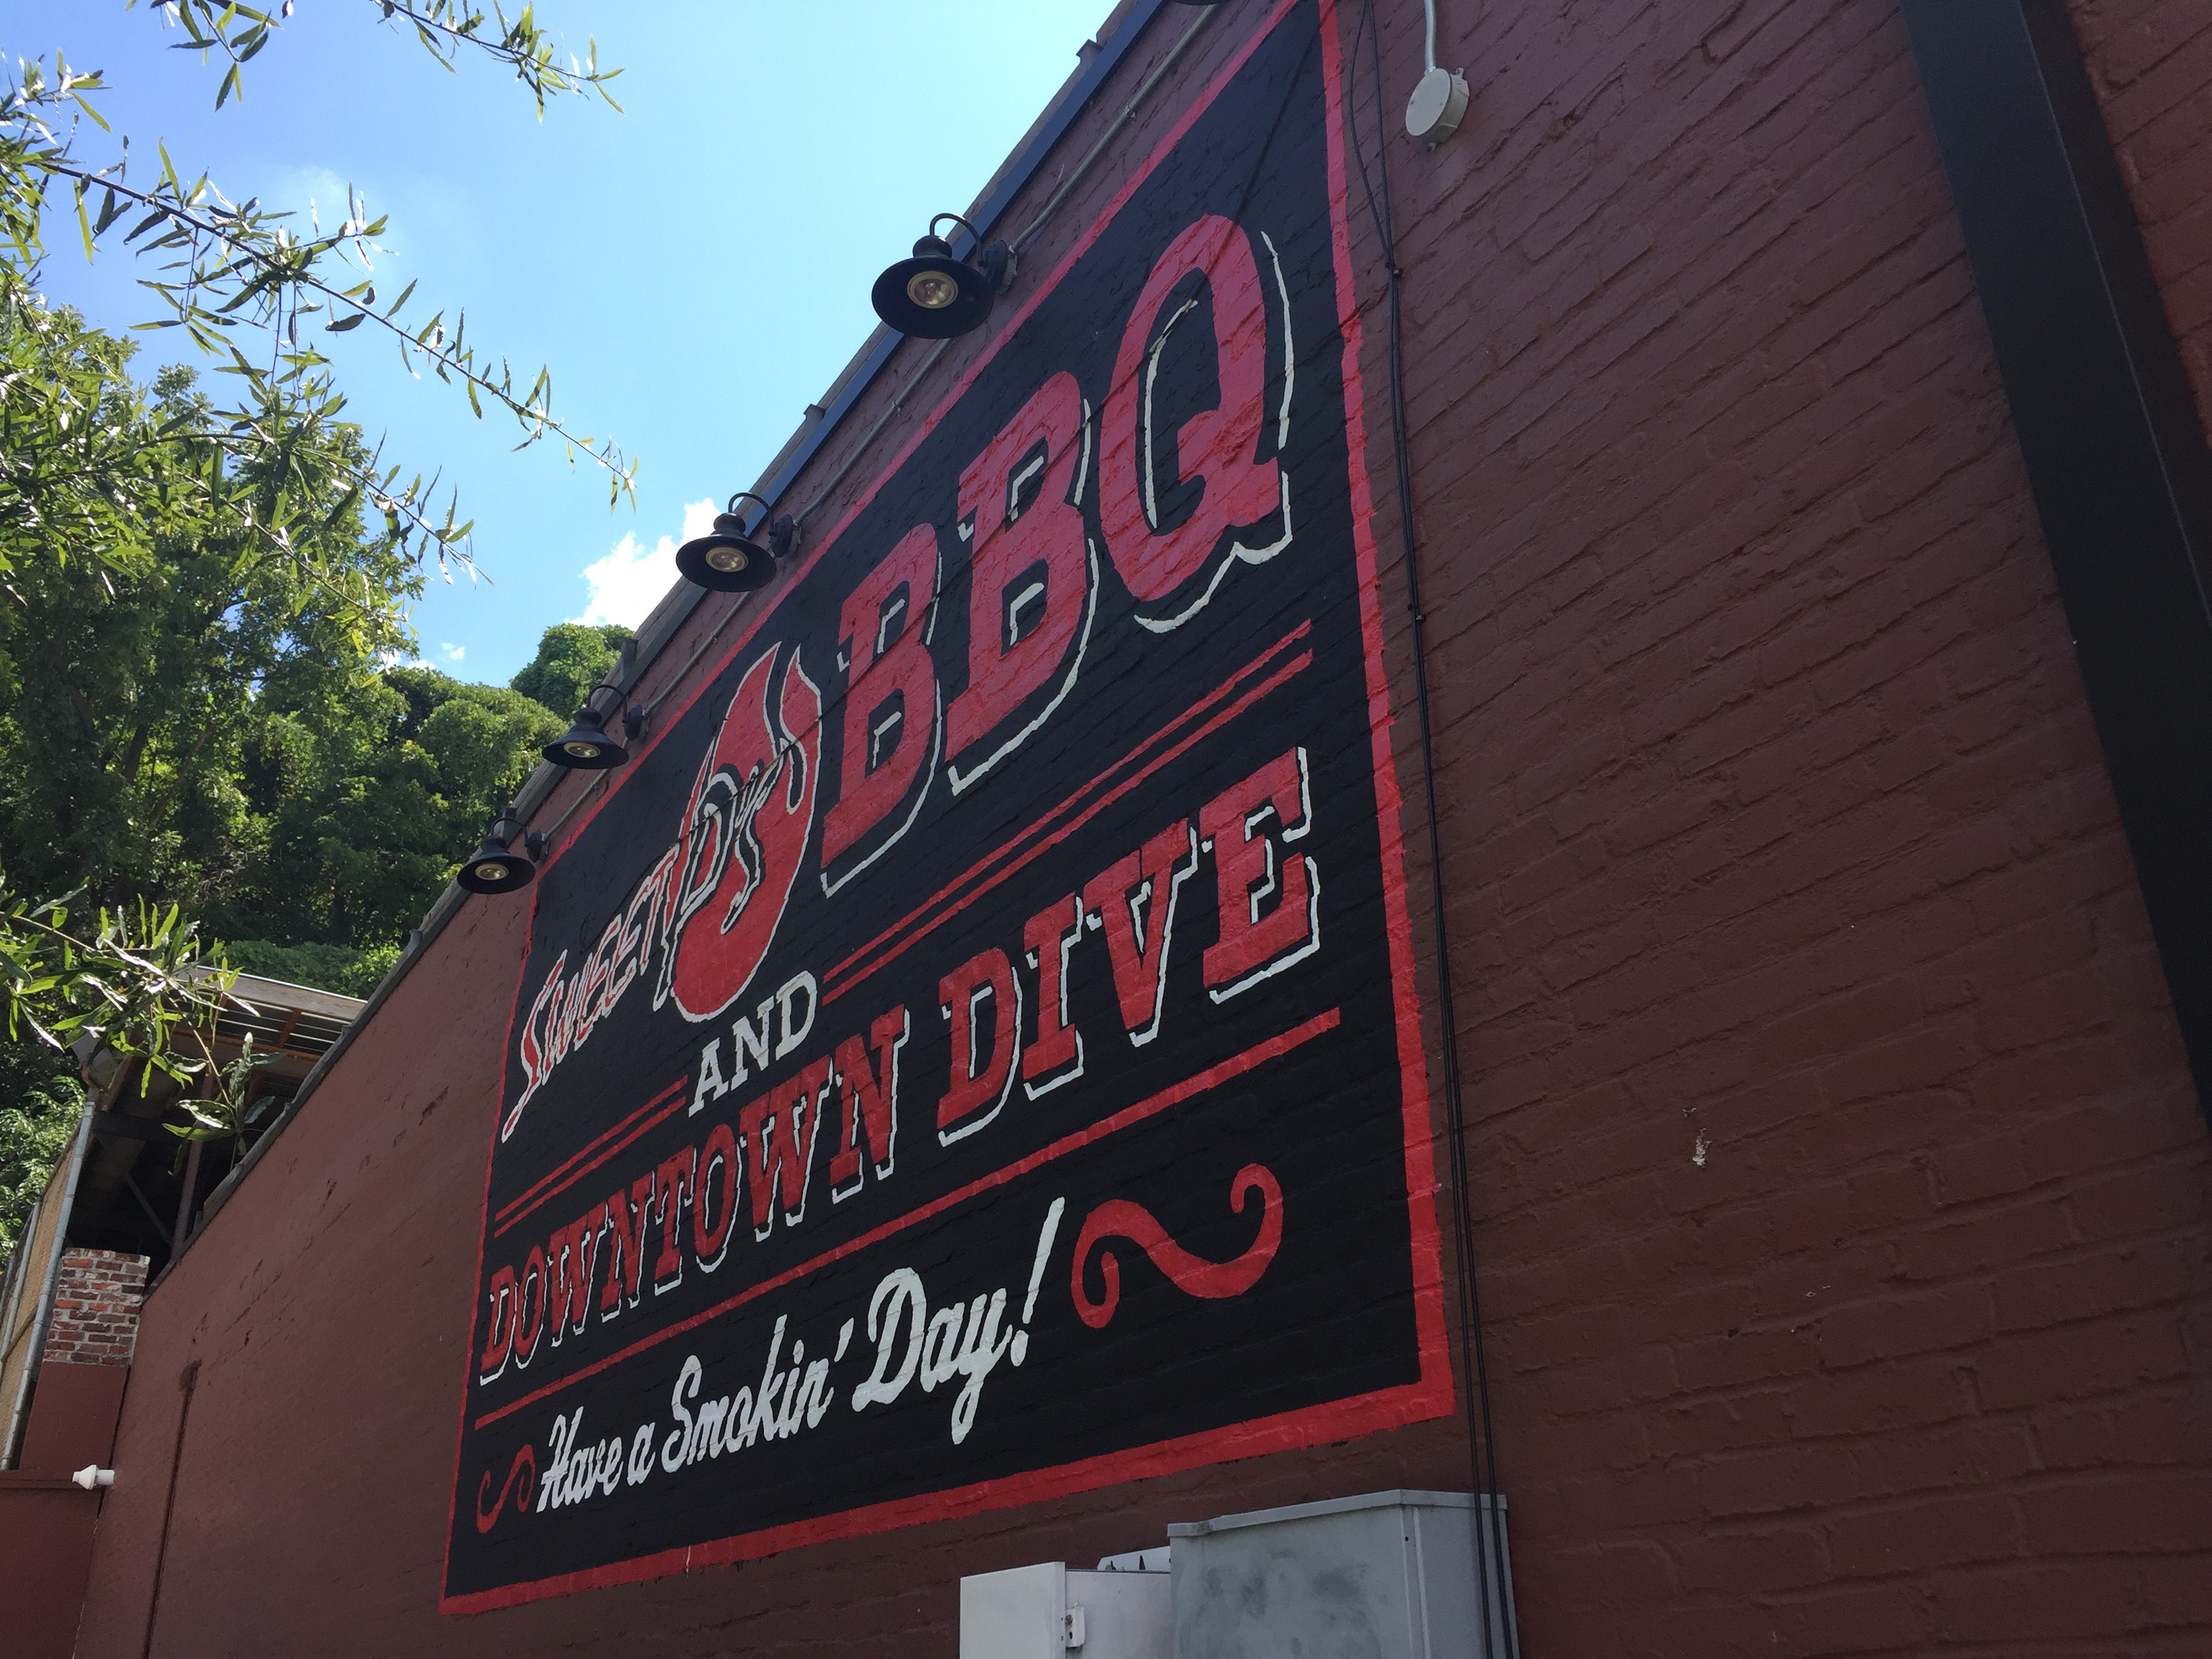 SWEET D's BBQ
AND
DOWNTOWN DIVE
Have a Smokin' Day!